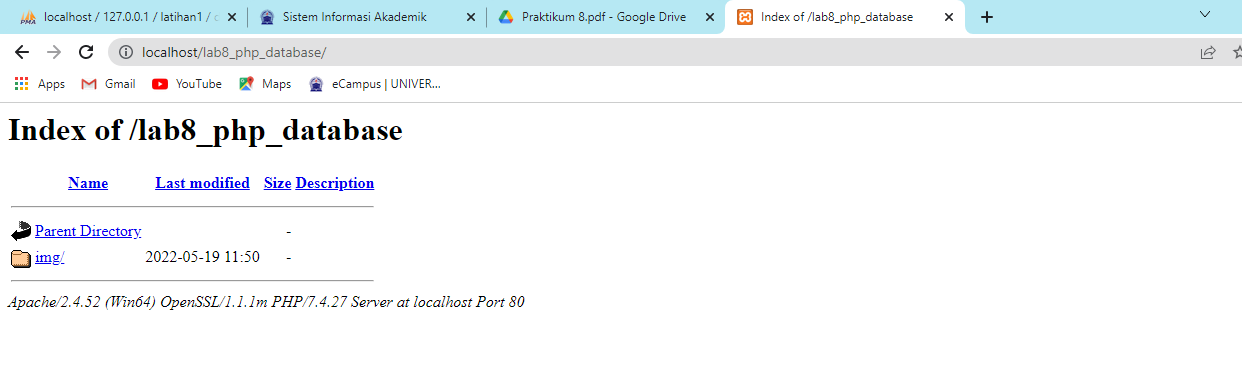 localhost / 127.0.0.1 / latihan1 /
Sistem Informasi Akademik
Praktikum 8.pdf - Google Drive
Index of /lab8_php_database
localhost/lab8_php_database/
Apps
Gmail
YouTube
Maps
eCampus | UNIVER...
Index of /lab8_php_database
Name Last modified Size Description
Parent Directory -
img/ 2022-05-19 11:50 -
Apache/2.4.52 (Win64) OpenSSL/1.1.1m PHP/7.4.27 Server at localhost Port 80